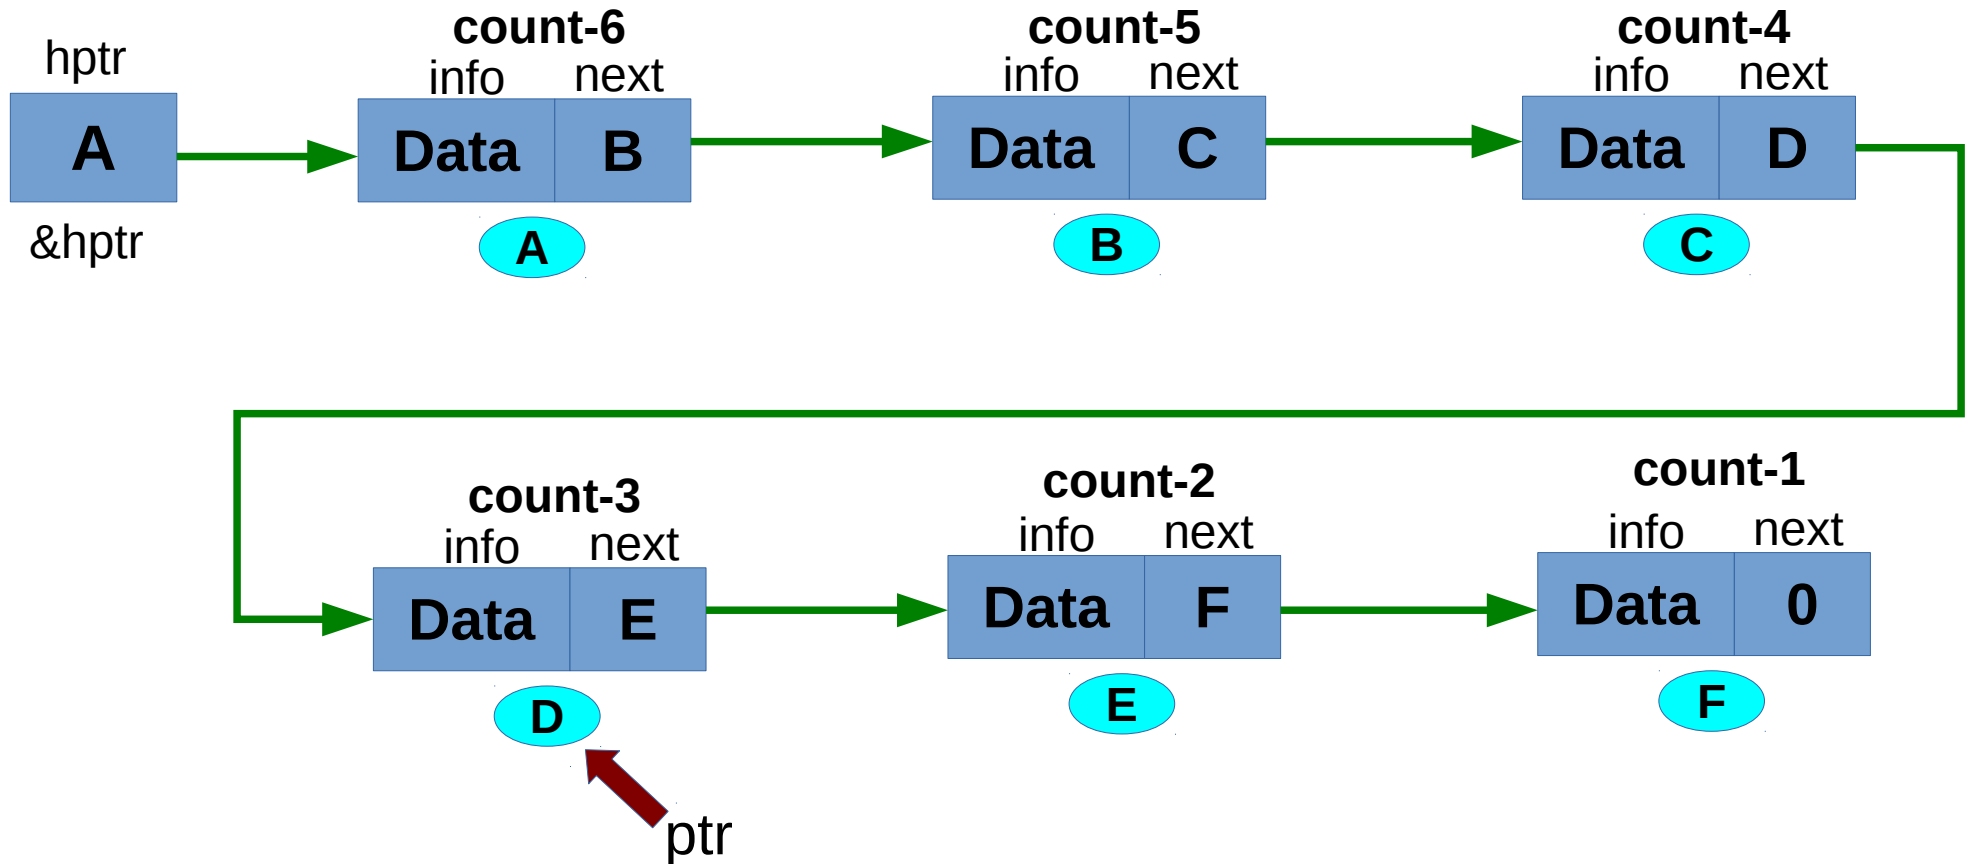 hptr
A
&hptr
count-6
info next
Data B
A
count-5
info next
Data C
B
count-4
info next
Data D
C
count-3
info next
Data E
D
ptr
count-2
info next
Data F
E
count-1
info next
Data 0
F